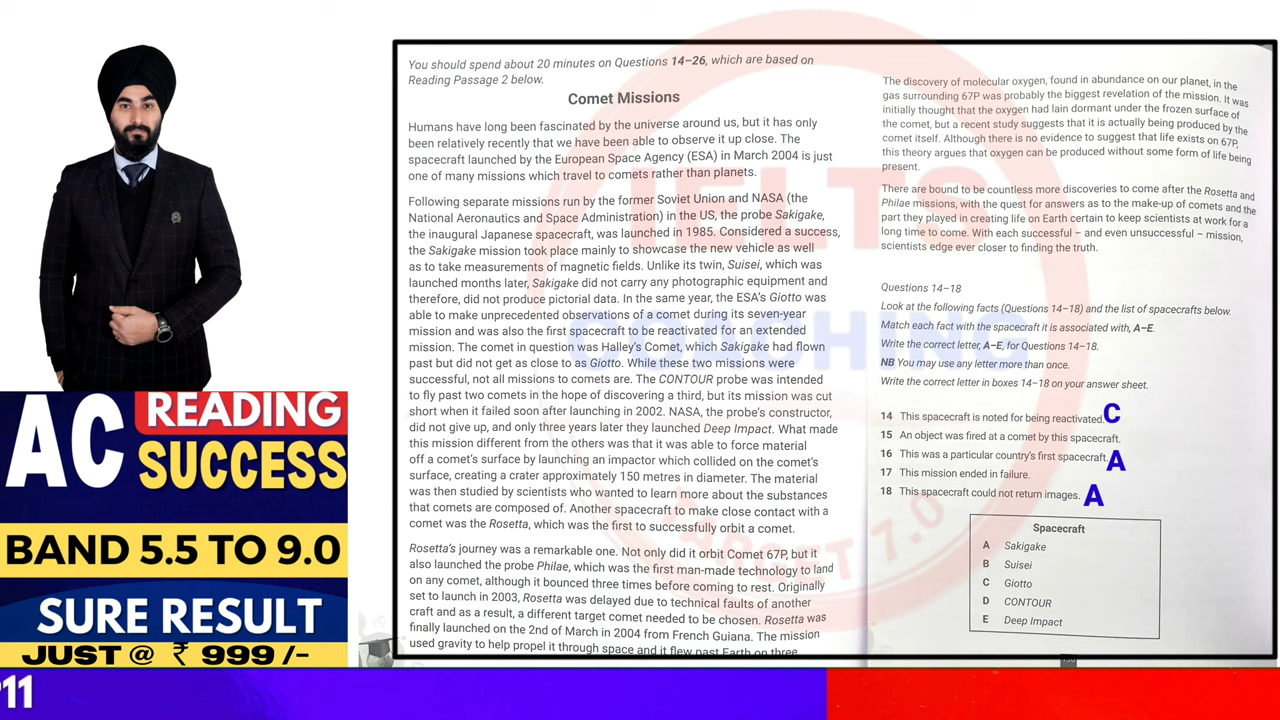 You should spend about 20 minutes on Questions 14–26, which are based on
Reading Passage 2 below.
Comet Missions
Humans have long been fascinated by the universe around us, but it has only
been relatively recently that we have been able to observe it up close. The
spacecraft launched by the European Space Agency (ESA) in March 2004 is just
one of many missions which travel to comets rather than planets.
Following separate missions run by the former Soviet Union and NASA (the
National Aeronautics and Space Administration) in the US, the probe Sakigake,
the inaugural Japanese spacecraft, was launched in 1985. Considered a success,
the Sakigake mission took place mainly to showcase the new vehicle as well
as to take measurements of magnetic fields. Unlike its twin, Suisei, which was
launched months later, Sakigake did not carry any photographic equipment and
therefore, did not produce pictorial data. In the same year, the ESA's Giotto was
able to make unprecedented observations of a comet during its seven-year
mission and was also the first spacecraft to be reactivated for an extended
mission. The comet in question was Halley's Comet, which Sakigake had flown
past but did not get as close to as Giotto. While these two missions were
successful, not all missions to comets are. The CONTOUR probe was intended
to fly past two comets in the hope of discovering a third, but its mission was cut
short when it failed soon after launching in 2002. NASA, the probe's constructor,
did not give up, and only three years later they launched Deep Impact. What made
this mission different from the others was that it was able to force material
off a comet's surface by launching an impactor which collided on the comet's
surface, creating a crater approximately 150 metres in diameter. The material
was then studied by scientists who wanted to learn more about the substances
that comets are composed of. Another spacecraft to make close contact with a
comet was the Rosetta, which was the first to successfully orbit a comet.
Rosetta's journey was a remarkable one. Not only did it orbit Comet 67P, but it
also launched the probe Philae, which was the first man-made technology to land
on any comet, although it bounced three times before coming to rest. Originally
set to launch in 2003, Rosetta was delayed due to technical faults of another
craft and as a result, a different target comet needed to be chosen. Rosetta was
finally launched on the 2nd of March in 2004 from French Guiana. The mission
used gravity to help propel it through space and it flew past Earth on three
The discovery of molecular oxygen, found in abundance on our planet, in the
gas surrounding 67P was probably the biggest revelation of the mission. It was
initially thought that the oxygen had lain dormant under the frozen surface of
the comet, but a recent study suggests that it is actually being produced by the
comet itself. Although there is no evidence to suggest that life exists on 67P,
this theory argues that oxygen can be produced without some form of life being
present.
There are bound to be countless more discoveries to come after the Rosetta and
Philae missions, with the quest for answers as to the make-up of comets and the
part they played in creating life on Earth certain to keep scientists at work for a
long time to come. With each successful – and even unsuccessful – mission,
scientists edge ever closer to finding the truth.
Questions 14–18
Look at the following facts (Questions 14–18) and the list of spacecrafts below.
Match each fact with the spacecraft it is associated with, A–E.
Write the correct letter, A–E, for Questions 14–18.
NB You may use any letter more than once.
Write the correct letter in boxes 14–18 on your answer sheet.
14 This spacecraft is noted for being reactivated. C
15 An object was fired at a comet by this spacecraft.
16 This was a particular country's first spacecraft. A
17 This mission ended in failure.
18 This spacecraft could not return images. A
Spacecraft
A Sakigake
B Suisei
C Giotto
D CONTOUR
E Deep Impact
IELTS
COACHING
TARGET 7.0
AC READING
SUCCESS
BAND 5.5 TO 9.0
SURE RESULT
JUST @ ₹ 999 /-
11